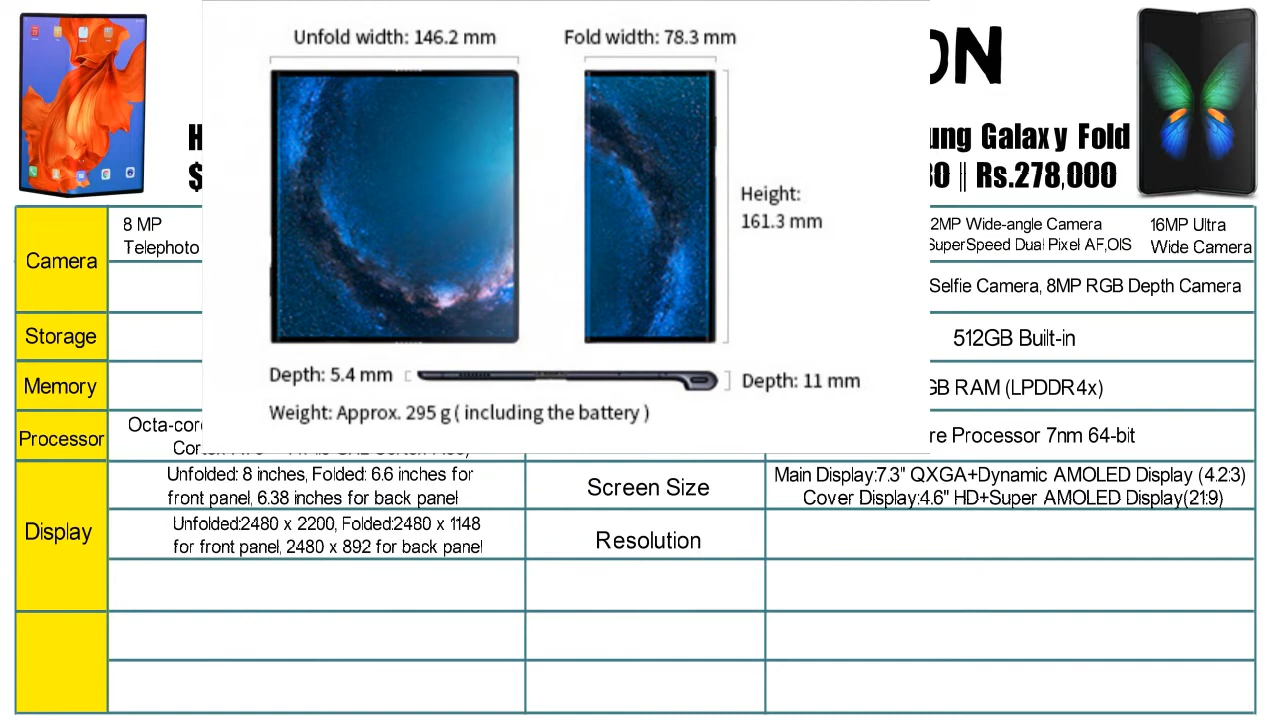 Unfold width: 146.2 mm
Fold width: 78.3 mm
Height:
161.3 mm
Depth: 5.4 mm
Depth: 11 mm
Weight: Approx. 295 g ( including the battery )
ON
Galaxy Fold
$
|| Rs.278,000
Camera
8 MP
Telephoto
2MP Wide-angle Camera
SuperSpeed Dual Pixel AF,OIS
16MP Ultra
Wide Camera
Selfie Camera, 8MP RGB Depth Camera
Storage
512GB Built-in
Memory
GB RAM (LPDDR4x)
Processor
Octa-cor
re Processor 7nm 64-bit
Display
Unfolded: 8 inches, Folded: 6.6 inches for
front panel, 6.38 inches for back panel
Screen Size
Main Display:7.3" QXGA+Dynamic AMOLED Display (4.2:3)
Cover Display:4.6" HD+Super AMOLED Display(21:9)
Unfolded:2480 x 2200, Folded:2480 x 1148
for front panel, 2480 x 892 for back panel
Resolution